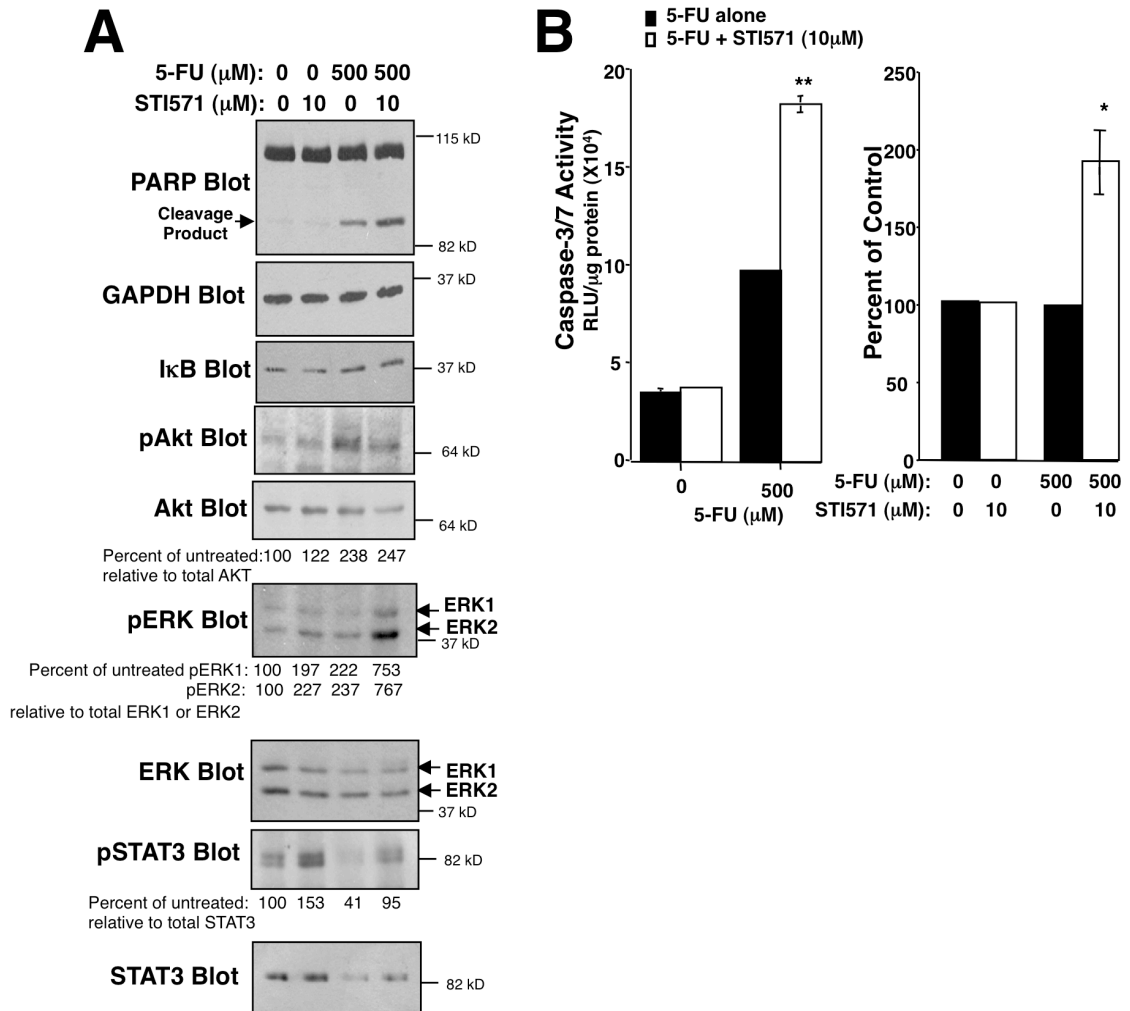 A
5-FU (μM): 0 0 500 500
STI571 (μM): 0 10 0 10
115 kD
PARP Blot
Cleavage
Product
82 kD
37 kD
GAPDH Blot
IκB Blot
37 kD
pAkt Blot
64 kD
Akt Blot
64 kD
Percent of untreated:100 122 238 247
relative to total AKT
pERK Blot
ERK1
ERK2
37 kD
Percent of untreated pERK1: 100 197 222 753
pERK2: 100 227 237 767
relative to total ERK1 or ERK2
ERK Blot
ERK1
ERK2
37 kD
pSTAT3 Blot
82 kD
Percent of untreated: 100 153 41 95
relative to total STAT3
STAT3 Blot
82 kD
B
5-FU alone
5-FU + STI571 (10μM)
Caspase-3/7 Activity
RLU/μg protein (X10⁴)
20
15
10
5
0
**
0 500
5-FU (μM)
Percent of Control
250
200
150
100
50
0
*
5-FU (μM): 0 0 500 500
STI571 (μM): 0 10 0 10